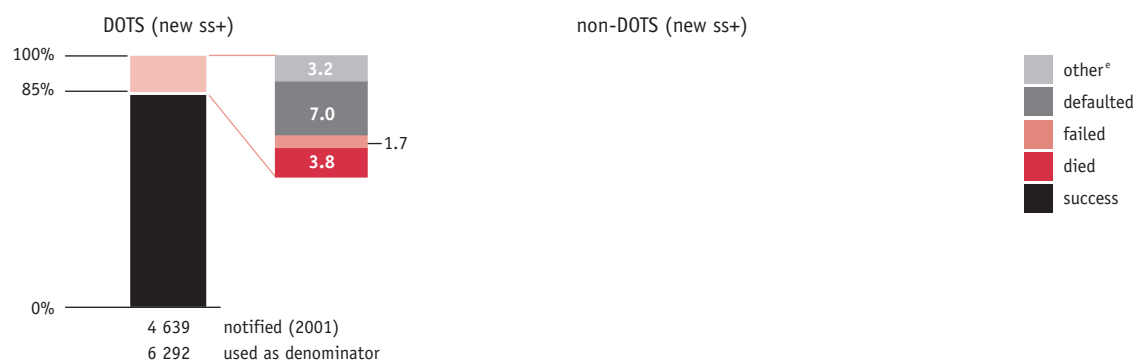 DOTS (new ss+)
non-DOTS (new ss+)
100%
85%
0%
3.2
7.0
1.7
3.8
other^e
defaulted
failed
died
success
4 639 notified (2001)
6 292 used as denominator